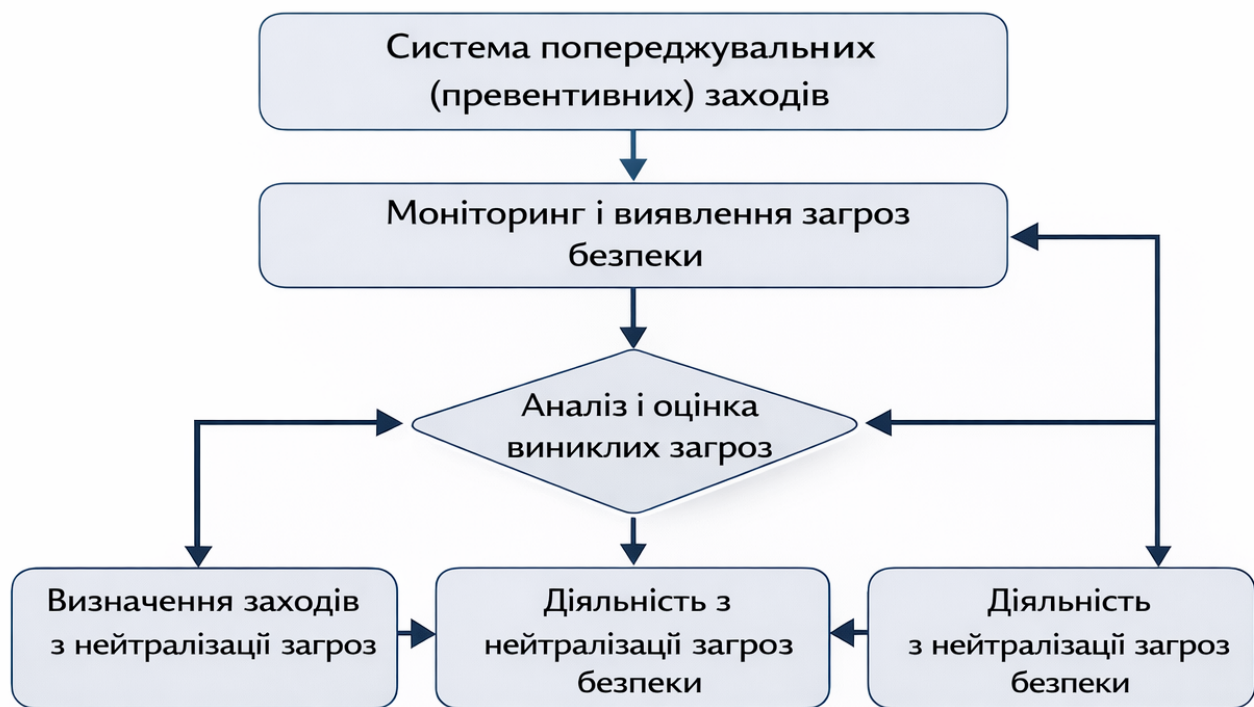 Система попереджувальних
(превентивних) заходів
Моніторинг і виявлення загроз
безпеки
Аналіз і оцінка
виниклих загроз
Визначення заходів
з нейтралізації загроз
Діяльність з
нейтралізації загроз
безпеки
Діяльність
з нейтралізації загроз
безпеки